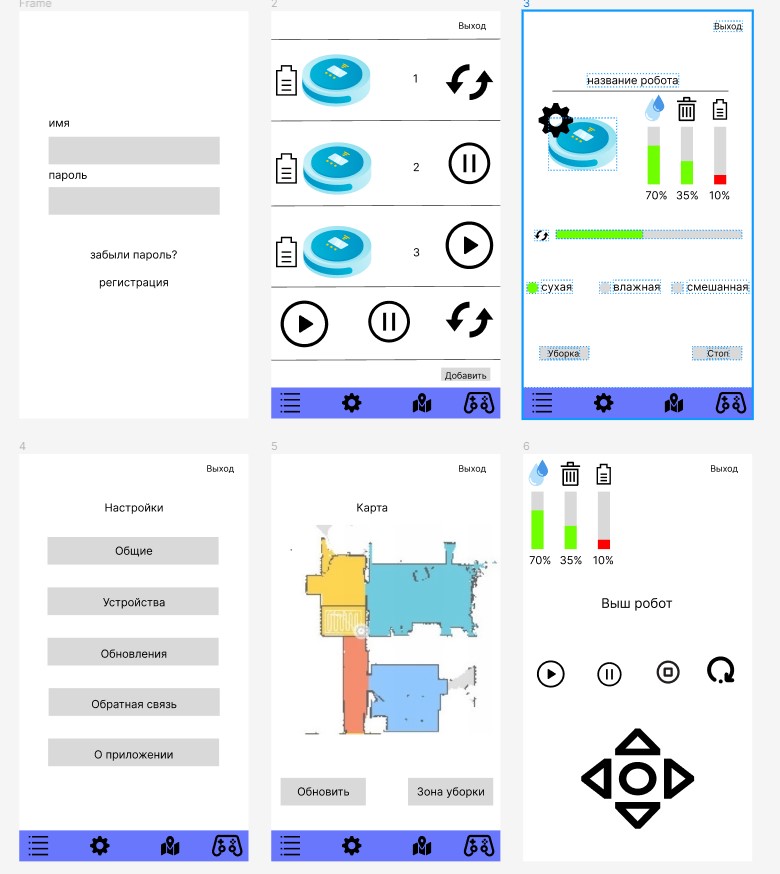 Frame
имя
пароль
забыли пароль?
регистрация
2
Выход
1
2
3
Добавить
3
Выход
название робота
70% 35% 10%
сухая влажная смешанная
Уборка Стоп
4
Выход
Настройки
Общие
Устройства
Обновления
Обратная связь
О приложении
5
Выход
Карта
Обновить Зона уборки
6
Выход
70% 35% 10%
Выш робот